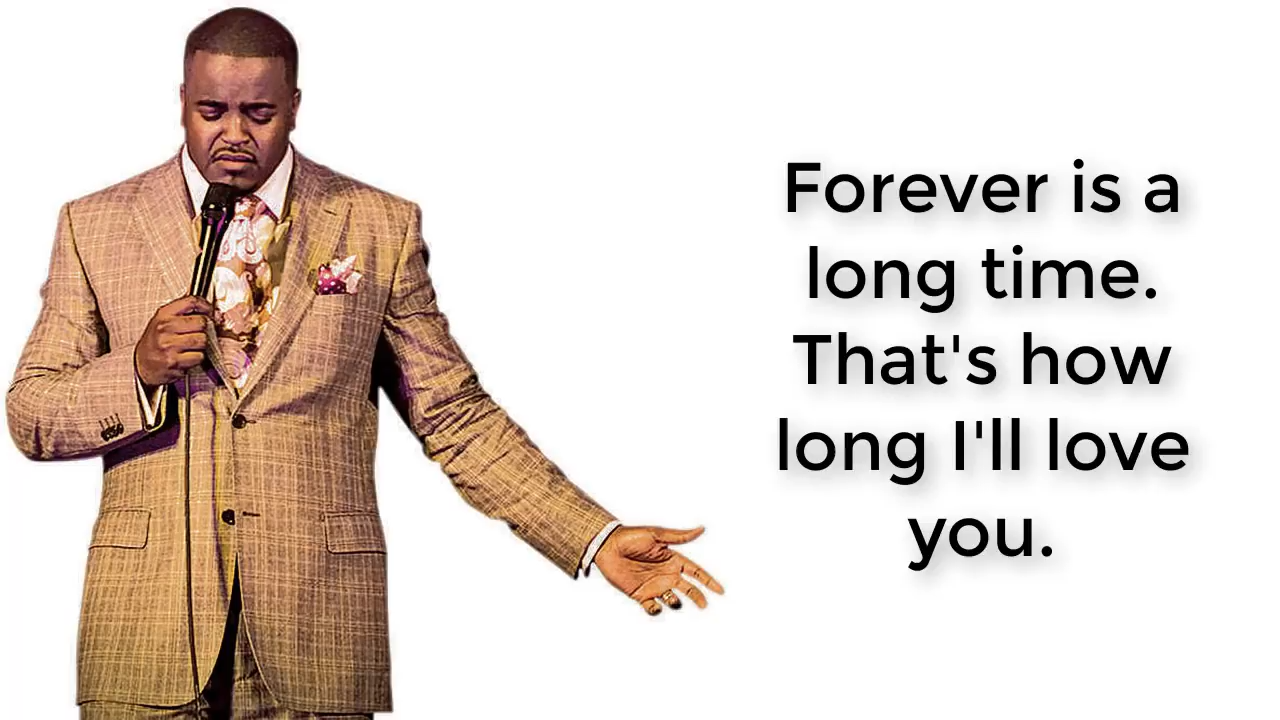 Forever is a
long time.
That's how
long I'll love
you.